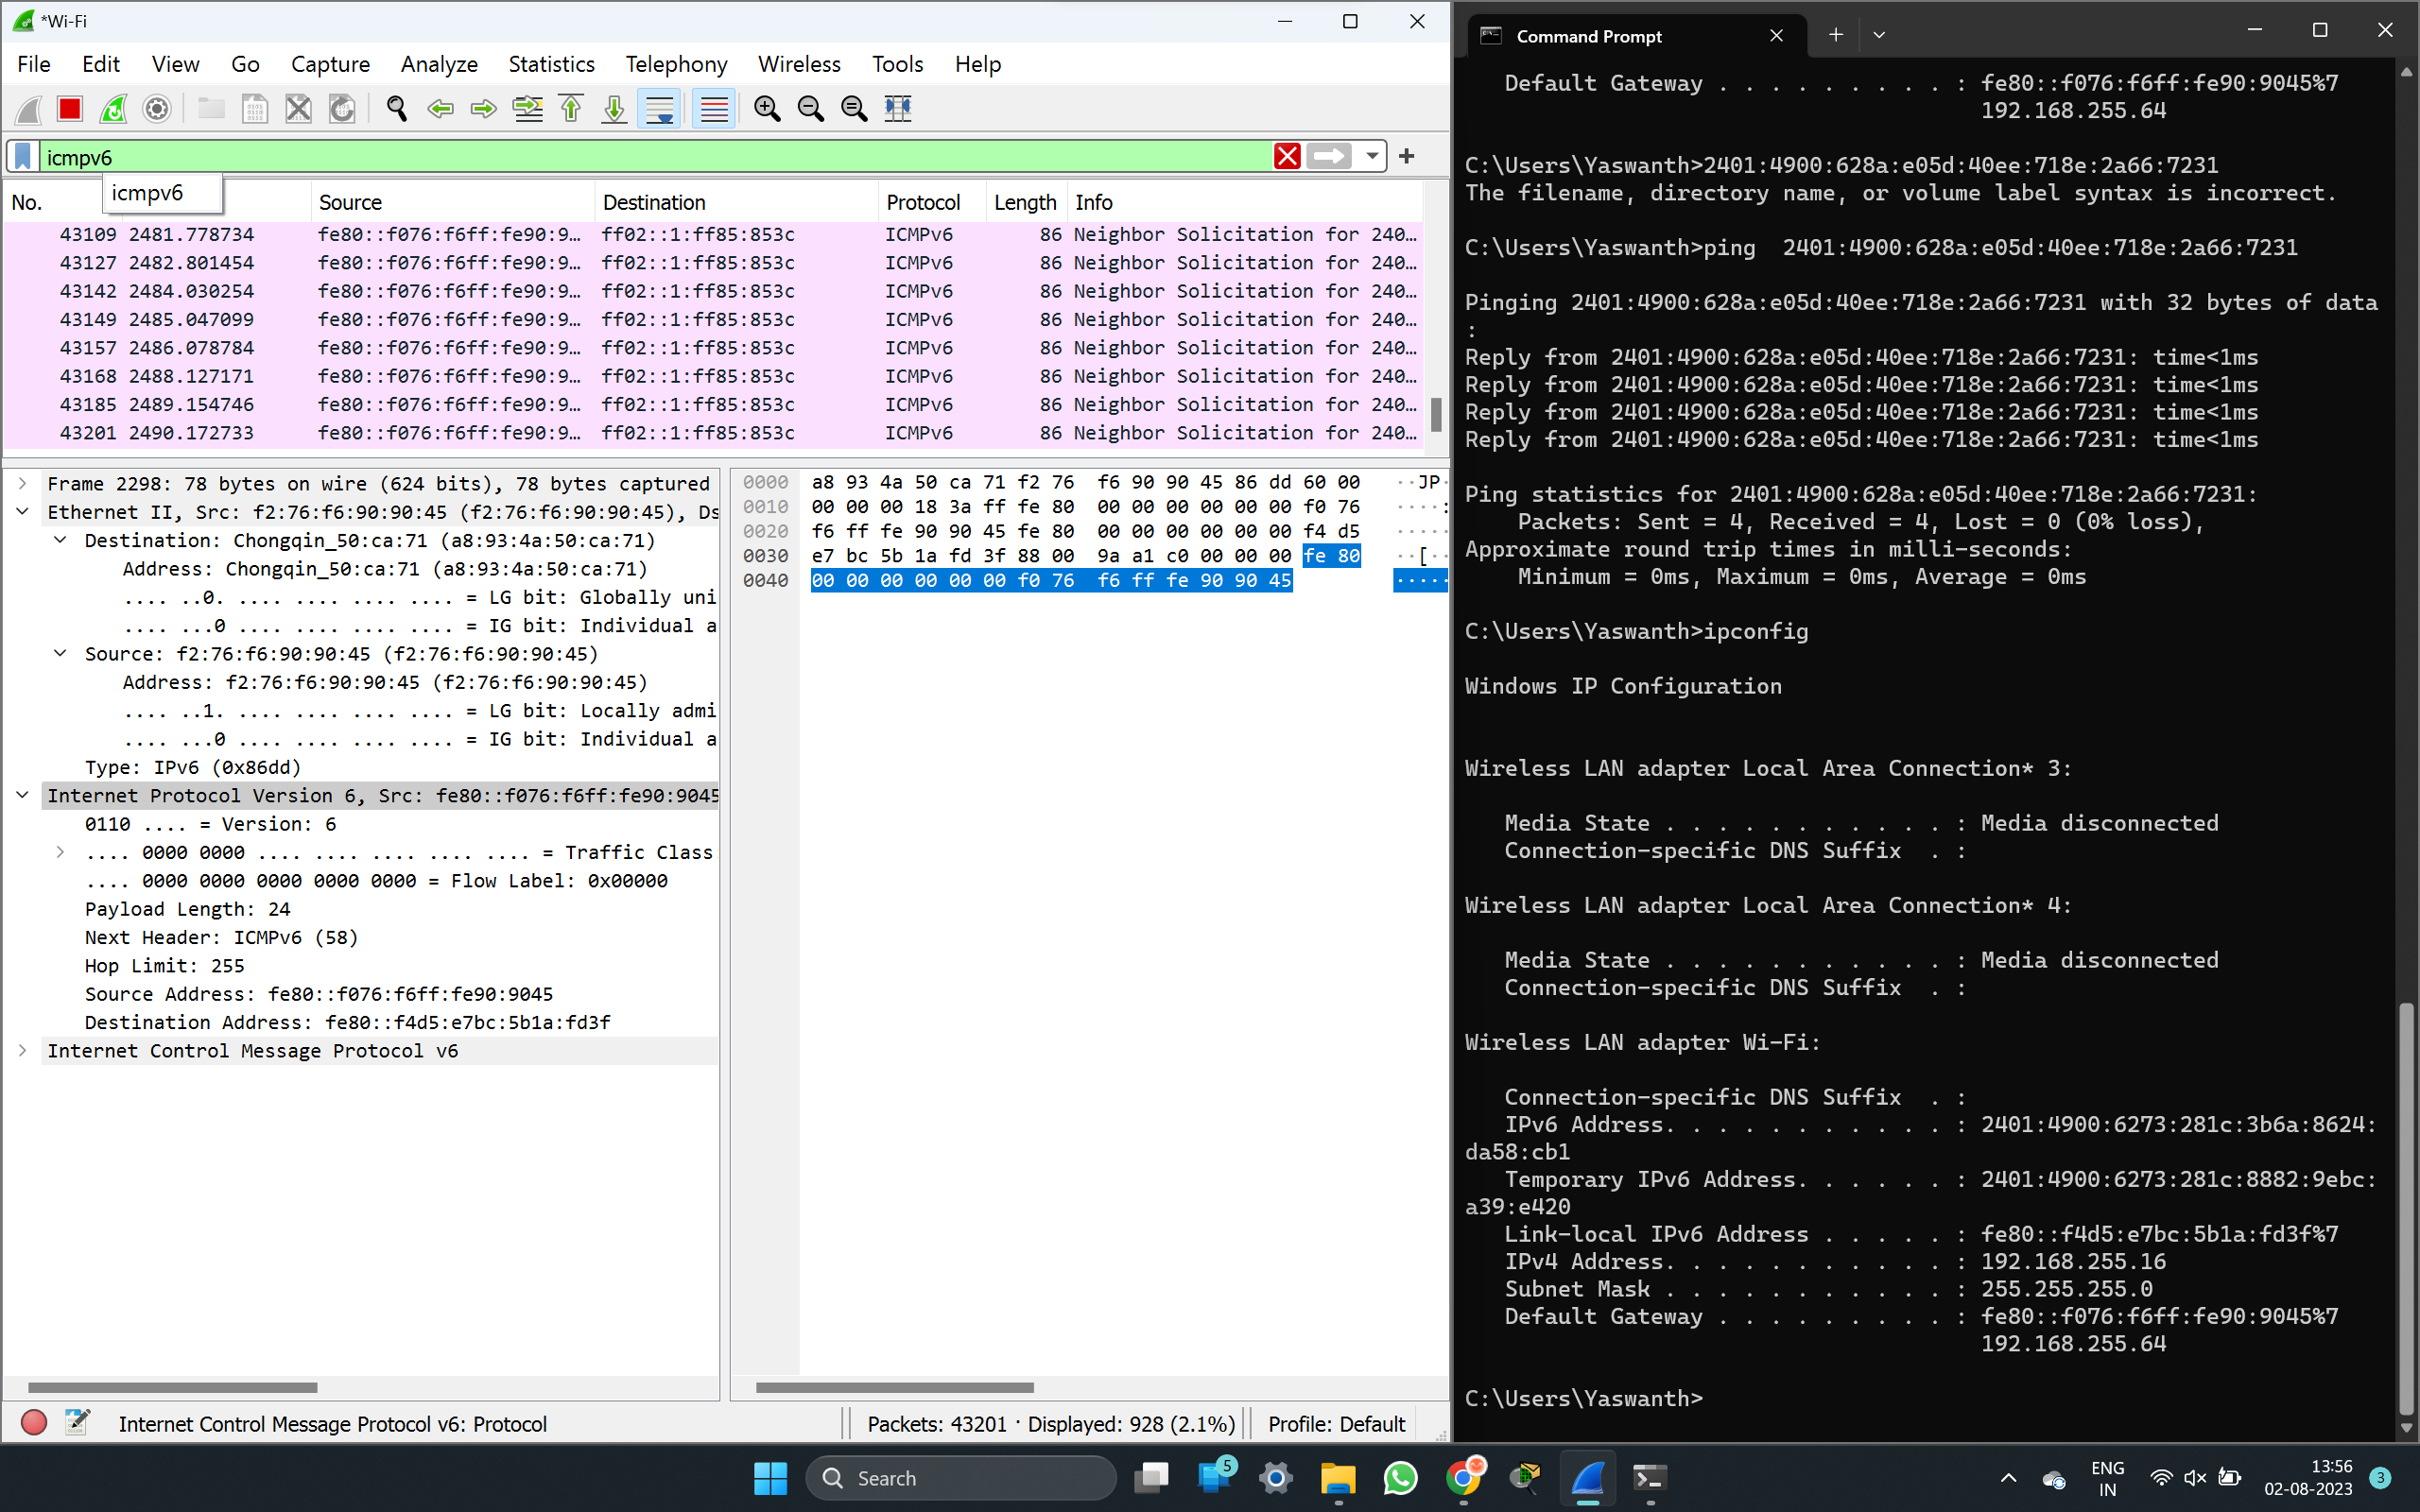 *Wi-Fi
File Edit View Go Capture Analyze Statistics Telephony Wireless Tools Help
icmpv6
icmpv6
No. Source Destination Protocol Length Info
43109 2481.778734 fe80::f076:f6ff:fe90:9… ff02::1:ff85:853c ICMPv6 86 Neighbor Solicitation for 240…
43127 2482.801454 fe80::f076:f6ff:fe90:9… ff02::1:ff85:853c ICMPv6 86 Neighbor Solicitation for 240…
43142 2484.030254 fe80::f076:f6ff:fe90:9… ff02::1:ff85:853c ICMPv6 86 Neighbor Solicitation for 240…
43149 2485.047099 fe80::f076:f6ff:fe90:9… ff02::1:ff85:853c ICMPv6 86 Neighbor Solicitation for 240…
43157 2486.078784 fe80::f076:f6ff:fe90:9… ff02::1:ff85:853c ICMPv6 86 Neighbor Solicitation for 240…
43168 2488.127171 fe80::f076:f6ff:fe90:9… ff02::1:ff85:853c ICMPv6 86 Neighbor Solicitation for 240…
43185 2489.154746 fe80::f076:f6ff:fe90:9… ff02::1:ff85:853c ICMPv6 86 Neighbor Solicitation for 240…
43201 2490.172733 fe80::f076:f6ff:fe90:9… ff02::1:ff85:853c ICMPv6 86 Neighbor Solicitation for 240…
Frame 2298: 78 bytes on wire (624 bits), 78 bytes captured
Ethernet II, Src: f2:76:f6:90:90:45 (f2:76:f6:90:90:45), Ds
Destination: Chongqin_50:ca:71 (a8:93:4a:50:ca:71)
Address: Chongqin_50:ca:71 (a8:93:4a:50:ca:71)
.... ..0. .... .... .... .... = LG bit: Globally uni
.... ...0 .... .... .... .... = IG bit: Individual a
Source: f2:76:f6:90:90:45 (f2:76:f6:90:90:45)
Address: f2:76:f6:90:90:45 (f2:76:f6:90:90:45)
.... ..1. .... .... .... .... = LG bit: Locally admi
.... ...0 .... .... .... .... = IG bit: Individual a
Type: IPv6 (0x86dd)
Internet Protocol Version 6, Src: fe80::f076:f6ff:fe90:9045
0110 .... = Version: 6
.... 0000 0000 .... .... .... .... .... = Traffic Class
.... 0000 0000 0000 0000 0000 = Flow Label: 0x00000
Payload Length: 24
Next Header: ICMPv6 (58)
Hop Limit: 255
Source Address: fe80::f076:f6ff:fe90:9045
Destination Address: fe80::f4d5:e7bc:5b1a:fd3f
Internet Control Message Protocol v6
0000 a8 93 4a 50 ca 71 f2 76 f6 90 90 45 86 dd 60 00 ··JP·
0010 00 00 00 18 3a ff fe 80 00 00 00 00 00 00 f0 76 ····:
0020 f6 ff fe 90 90 45 fe 80 00 00 00 00 00 00 f4 d5 ·····
0030 e7 bc 5b 1a fd 3f 88 00 9a a1 c0 00 00 00 fe 80 ··[··
0040 00 00 00 00 00 00 f0 76 f6 ff fe 90 90 45 ·····
Internet Control Message Protocol v6: Protocol Packets: 43201 · Displayed: 928 (2.1%) Profile: Default
Command Prompt
Default Gateway . . . . . . . . . : fe80::f076:f6ff:fe90:9045%7
192.168.255.64
C:\Users\Yaswanth>2401:4900:628a:e05d:40ee:718e:2a66:7231
The filename, directory name, or volume label syntax is incorrect.
C:\Users\Yaswanth>ping  2401:4900:628a:e05d:40ee:718e:2a66:7231
Pinging 2401:4900:628a:e05d:40ee:718e:2a66:7231 with 32 bytes of data
:
Reply from 2401:4900:628a:e05d:40ee:718e:2a66:7231: time<1ms
Reply from 2401:4900:628a:e05d:40ee:718e:2a66:7231: time<1ms
Reply from 2401:4900:628a:e05d:40ee:718e:2a66:7231: time<1ms
Reply from 2401:4900:628a:e05d:40ee:718e:2a66:7231: time<1ms
Ping statistics for 2401:4900:628a:e05d:40ee:718e:2a66:7231:
Packets: Sent = 4, Received = 4, Lost = 0 (0% loss),
Approximate round trip times in milli-seconds:
Minimum = 0ms, Maximum = 0ms, Average = 0ms
C:\Users\Yaswanth>ipconfig
Windows IP Configuration
Wireless LAN adapter Local Area Connection* 3:
Media State . . . . . . . . . . . : Media disconnected
Connection-specific DNS Suffix  . :
Wireless LAN adapter Local Area Connection* 4:
Media State . . . . . . . . . . . : Media disconnected
Connection-specific DNS Suffix  . :
Wireless LAN adapter Wi-Fi:
Connection-specific DNS Suffix  . :
IPv6 Address. . . . . . . . . . . : 2401:4900:6273:281c:3b6a:8624:
da58:cb1
Temporary IPv6 Address. . . . . . : 2401:4900:6273:281c:8882:9ebc:
a39:e420
Link-local IPv6 Address . . . . . : fe80::f4d5:e7bc:5b1a:fd3f%7
IPv4 Address. . . . . . . . . . . : 192.168.255.16
Subnet Mask . . . . . . . . . . . : 255.255.255.0
Default Gateway . . . . . . . . . : fe80::f076:f6ff:fe90:9045%7
192.168.255.64
C:\Users\Yaswanth>
Search
5
ENG
IN
13:56
02-08-2023
3